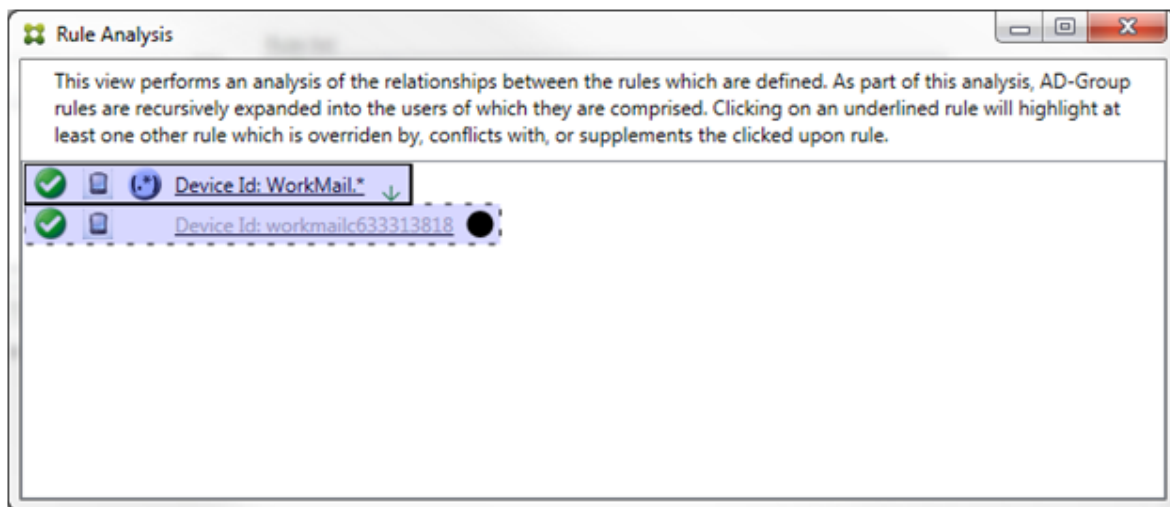 Rule Analysis
This view performs an analysis of the relationships between the rules which are defined. As part of this analysis, AD-Group
rules are recursively expanded into the users of which they are comprised. Clicking on an underlined rule will highlight at
least one other rule which is overriden by, conflicts with, or supplements the clicked upon rule.
(.*) Device Id: WorkMail.*
Device Id: workmailc633313818